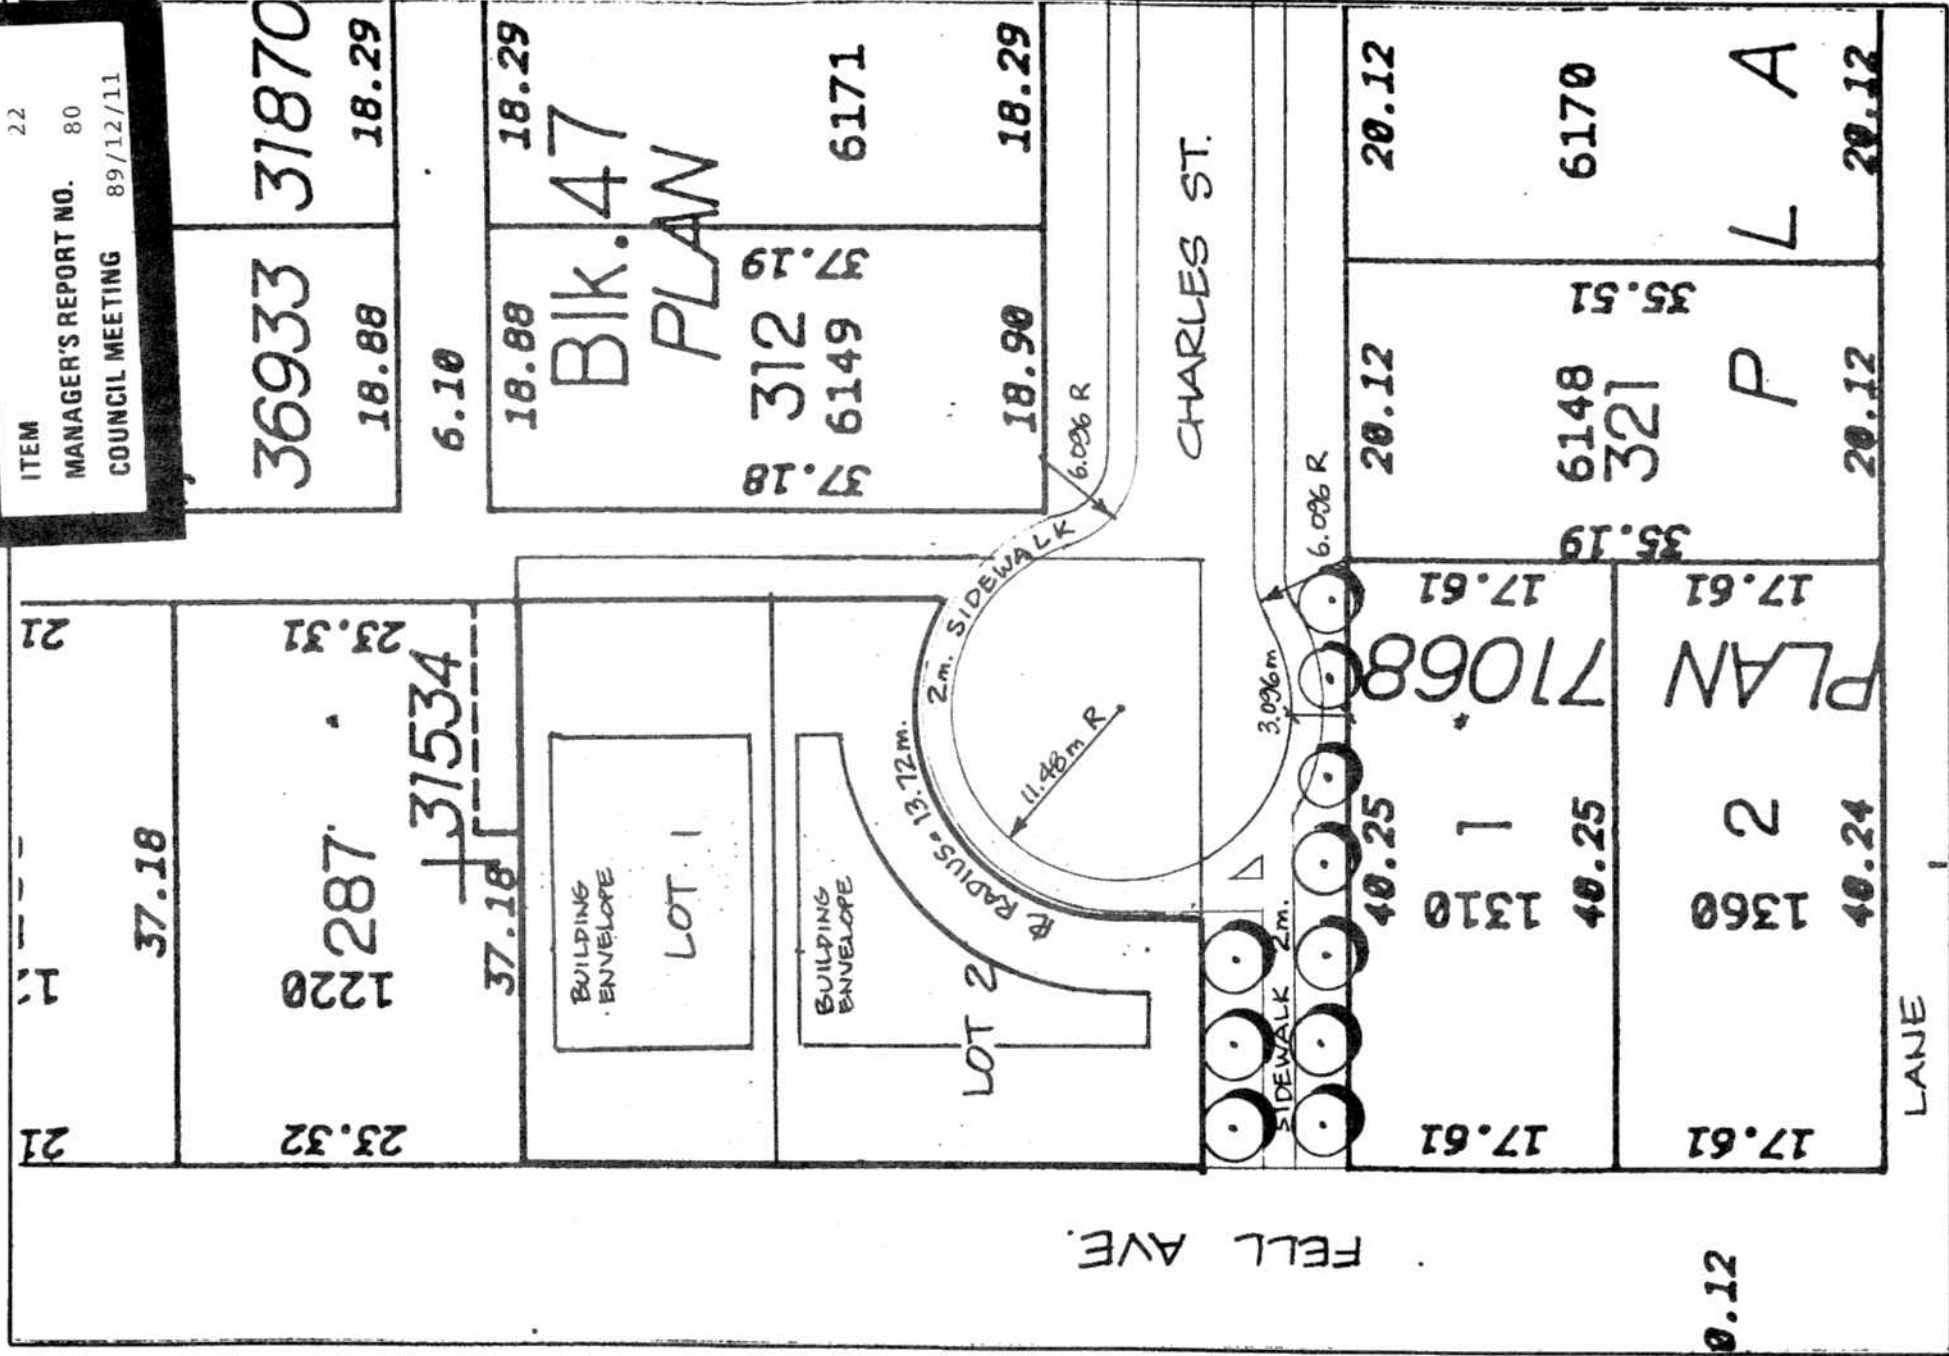 ITEM 22
MANAGER'S REPORT NO. 80
COUNCIL MEETING 89/12/11
36933
31870
18.88
18.29
6.10
18.88
18.29
Blk. 47
PLAN
312
6149
6171
37.19
37.18
18.90
18.29
6.096 R
CHARLES ST.
6.096 R
20.12
20.12
6148
321
6170
35.51
35.19
P L A
20.12
20.12
21
21
37.18
23.31
23.32
287
1220
31534
37.18
BUILDING
ENVELOPE
LOT 1
BUILDING
ENVELOPE
LOT 2
2m. SIDEWALK
RADIUS = 13.72m.
11.48m R
3.096m
SIDEWALK 2m.
17.61
17.61
PLAN
71068
40.25
1
1310
40.25
2
1360
40.24
17.61
17.61
FELL AVE.
LANE
0.12